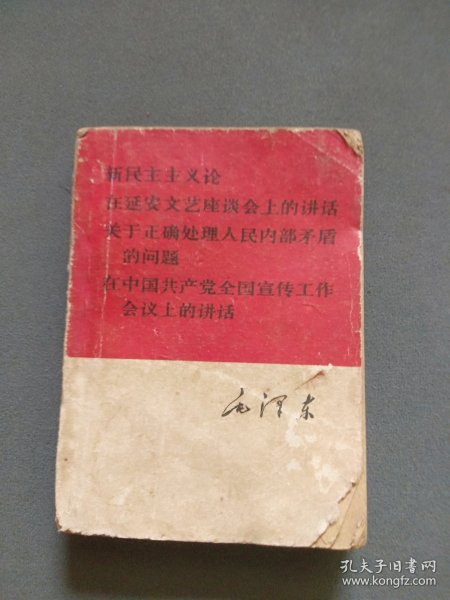 新民主主义论
在延安文艺座谈会上的讲话
关于正确处理人民内部矛盾
的问题
在中国共产党全国宣传工作
会议上的讲话
毛泽东
孔夫子旧书网
www.kongfz.com